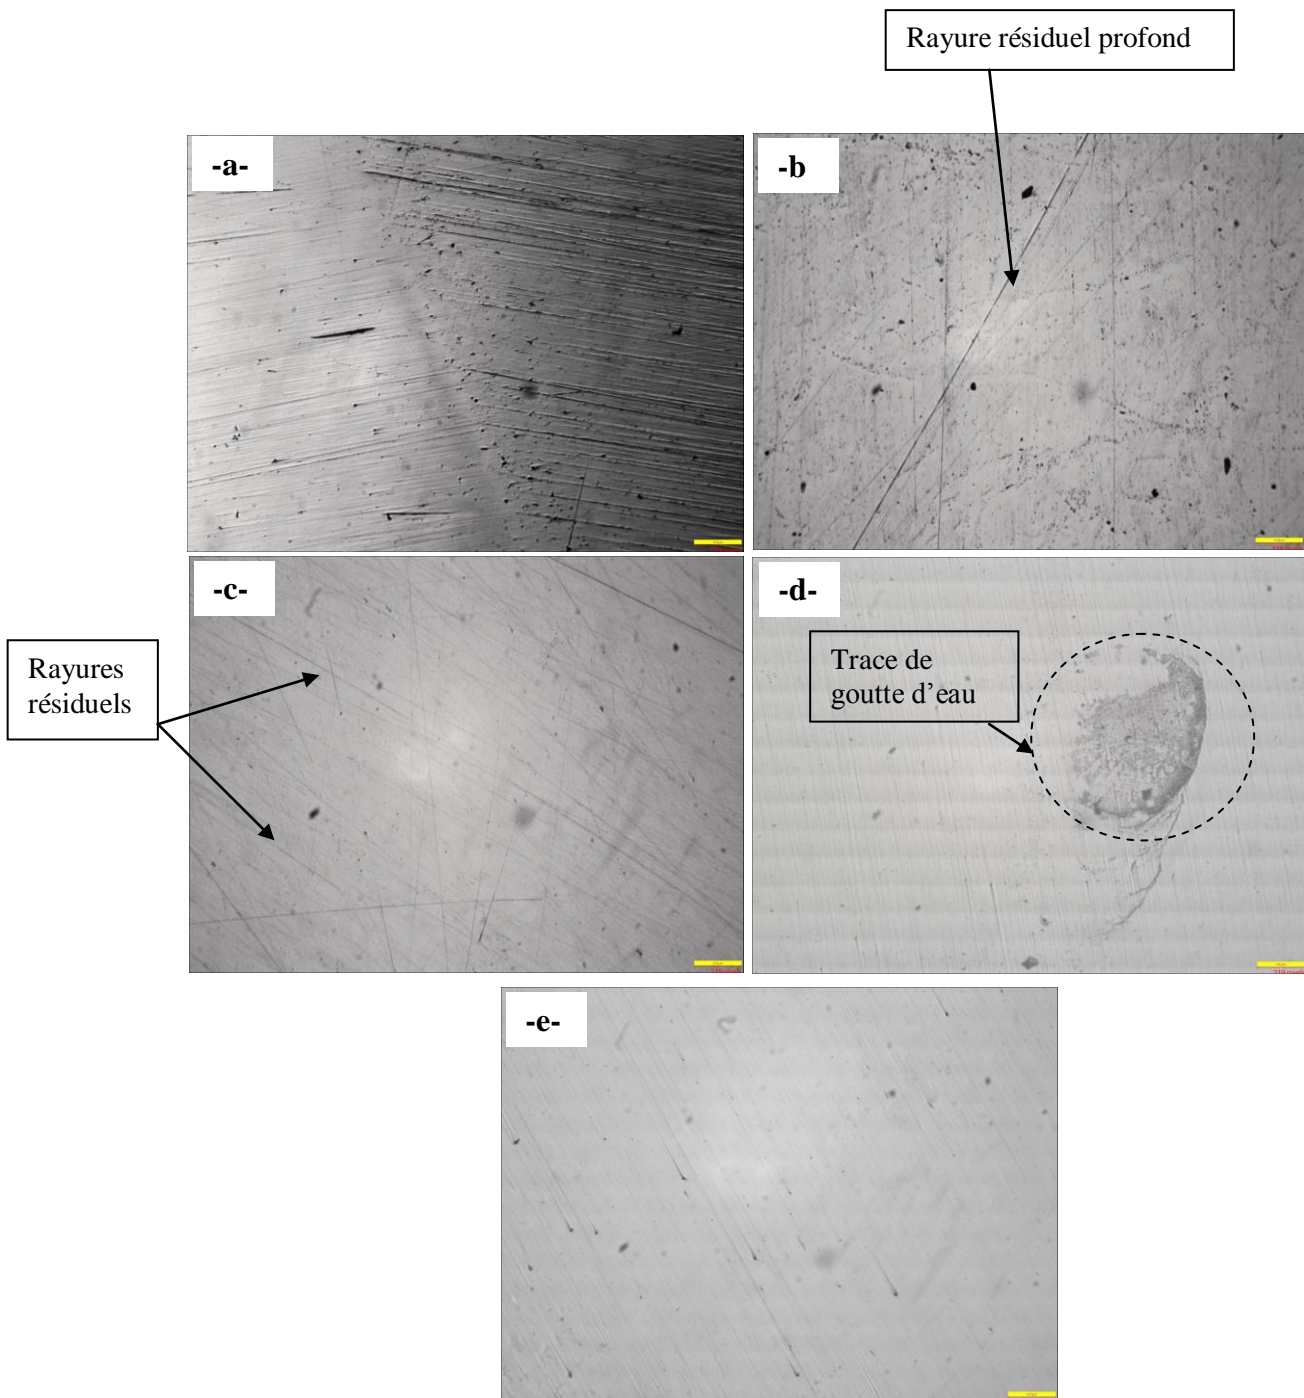 Rayure résiduel profond
-a-
-b
-c-
-d-
Rayures
résiduels
Trace de
goutte d’eau
-e-